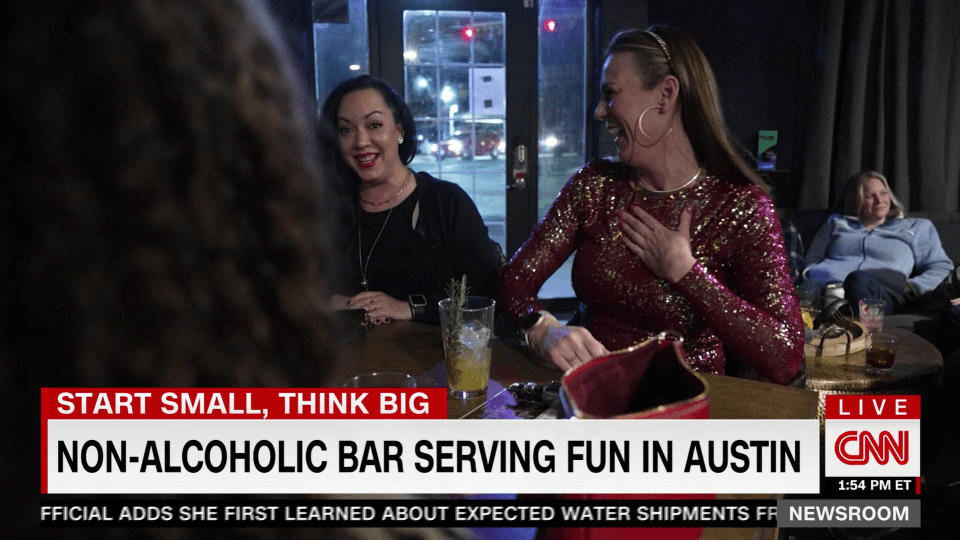 START SMALL, THINK BIG
NON-ALCOHOLIC BAR SERVING FUN IN AUSTIN
LIVE
CNN
1:54 PM ET
FFICIAL ADDS SHE FIRST LEARNED ABOUT EXPECTED WATER SHIPMENTS FR
NEWSROOM